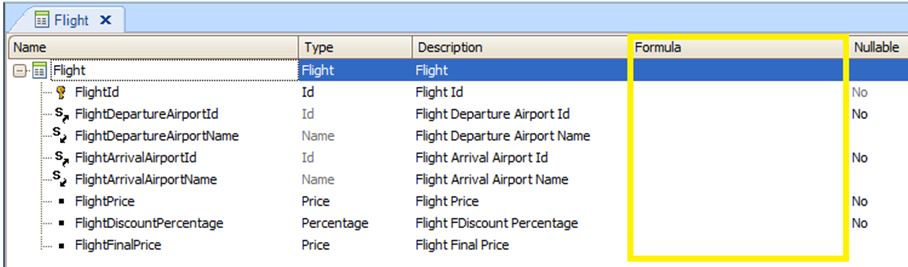 Flight
Name Type Description Formula Nullable
Flight Flight Flight
FlightId Id Flight Id No
FlightDepartureAirportId Id Flight Departure Airport Id No
FlightDepartureAirportName Name Flight Departure Airport Name
FlightArrivalAirportId Id Flight Arrival Airport Id No
FlightArrivalAirportName Name Flight Arrival Airport Name
FlightPrice Price Flight Price No
FlightDiscountPercentage Percentage Flight FDiscount Percentage No
FlightFinalPrice Price Flight Final Price